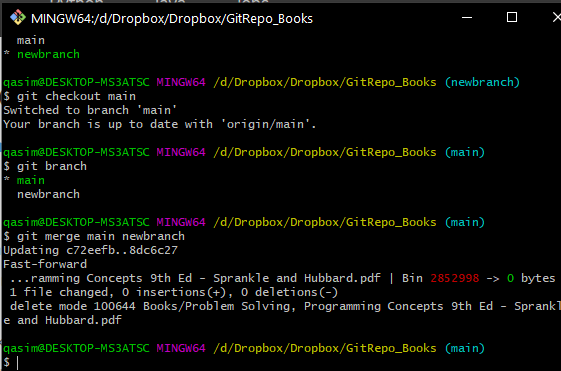 MINGW64:/d/Dropbox/Dropbox/GitRepo_Books
main
* newbranch
qasim@DESKTOP-MS3ATSC MINGW64 /d/Dropbox/Dropbox/GitRepo_Books (newbranch)
$ git checkout main
Switched to branch 'main'
Your branch is up to date with 'origin/main'.
qasim@DESKTOP-MS3ATSC MINGW64 /d/Dropbox/Dropbox/GitRepo_Books (main)
$ git branch
* main
newbranch
qasim@DESKTOP-MS3ATSC MINGW64 /d/Dropbox/Dropbox/GitRepo_Books (main)
$ git merge main newbranch
Updating c72eefb..8dc6c27
Fast-forward
...ramming Concepts 9th Ed - Sprankle and Hubbard.pdf | Bin 2852998 -> 0 bytes
1 file changed, 0 insertions(+), 0 deletions(-)
delete mode 100644 Books/Problem Solving, Programming Concepts 9th Ed - Sprankl
e and Hubbard.pdf
qasim@DESKTOP-MS3ATSC MINGW64 /d/Dropbox/Dropbox/GitRepo_Books (main)
$